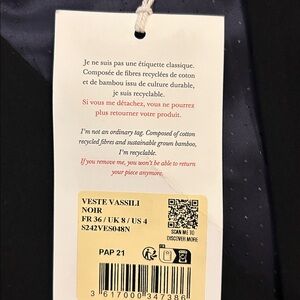 Je ne suis pas une étiquette classique.
Composée de fibres recyclées de coton
et de bambou issu de culture durable,
je suis recyclable.
Si vous me détachez, vous ne pourrez
plus retourner votre produit.
I'm not an ordinary tag. Composed of cotton
recycled fibres and sustainable grown bamboo,
I'm recyclable.
If you remove me, you won't be able to return
your piece anymore.
VESTE VASSILI
NOIR
FR 36 / UK 8 / US 4
S242VES048N
SCAN ME TO
DISCOVER MORE
PAP 21
3 617000 347386